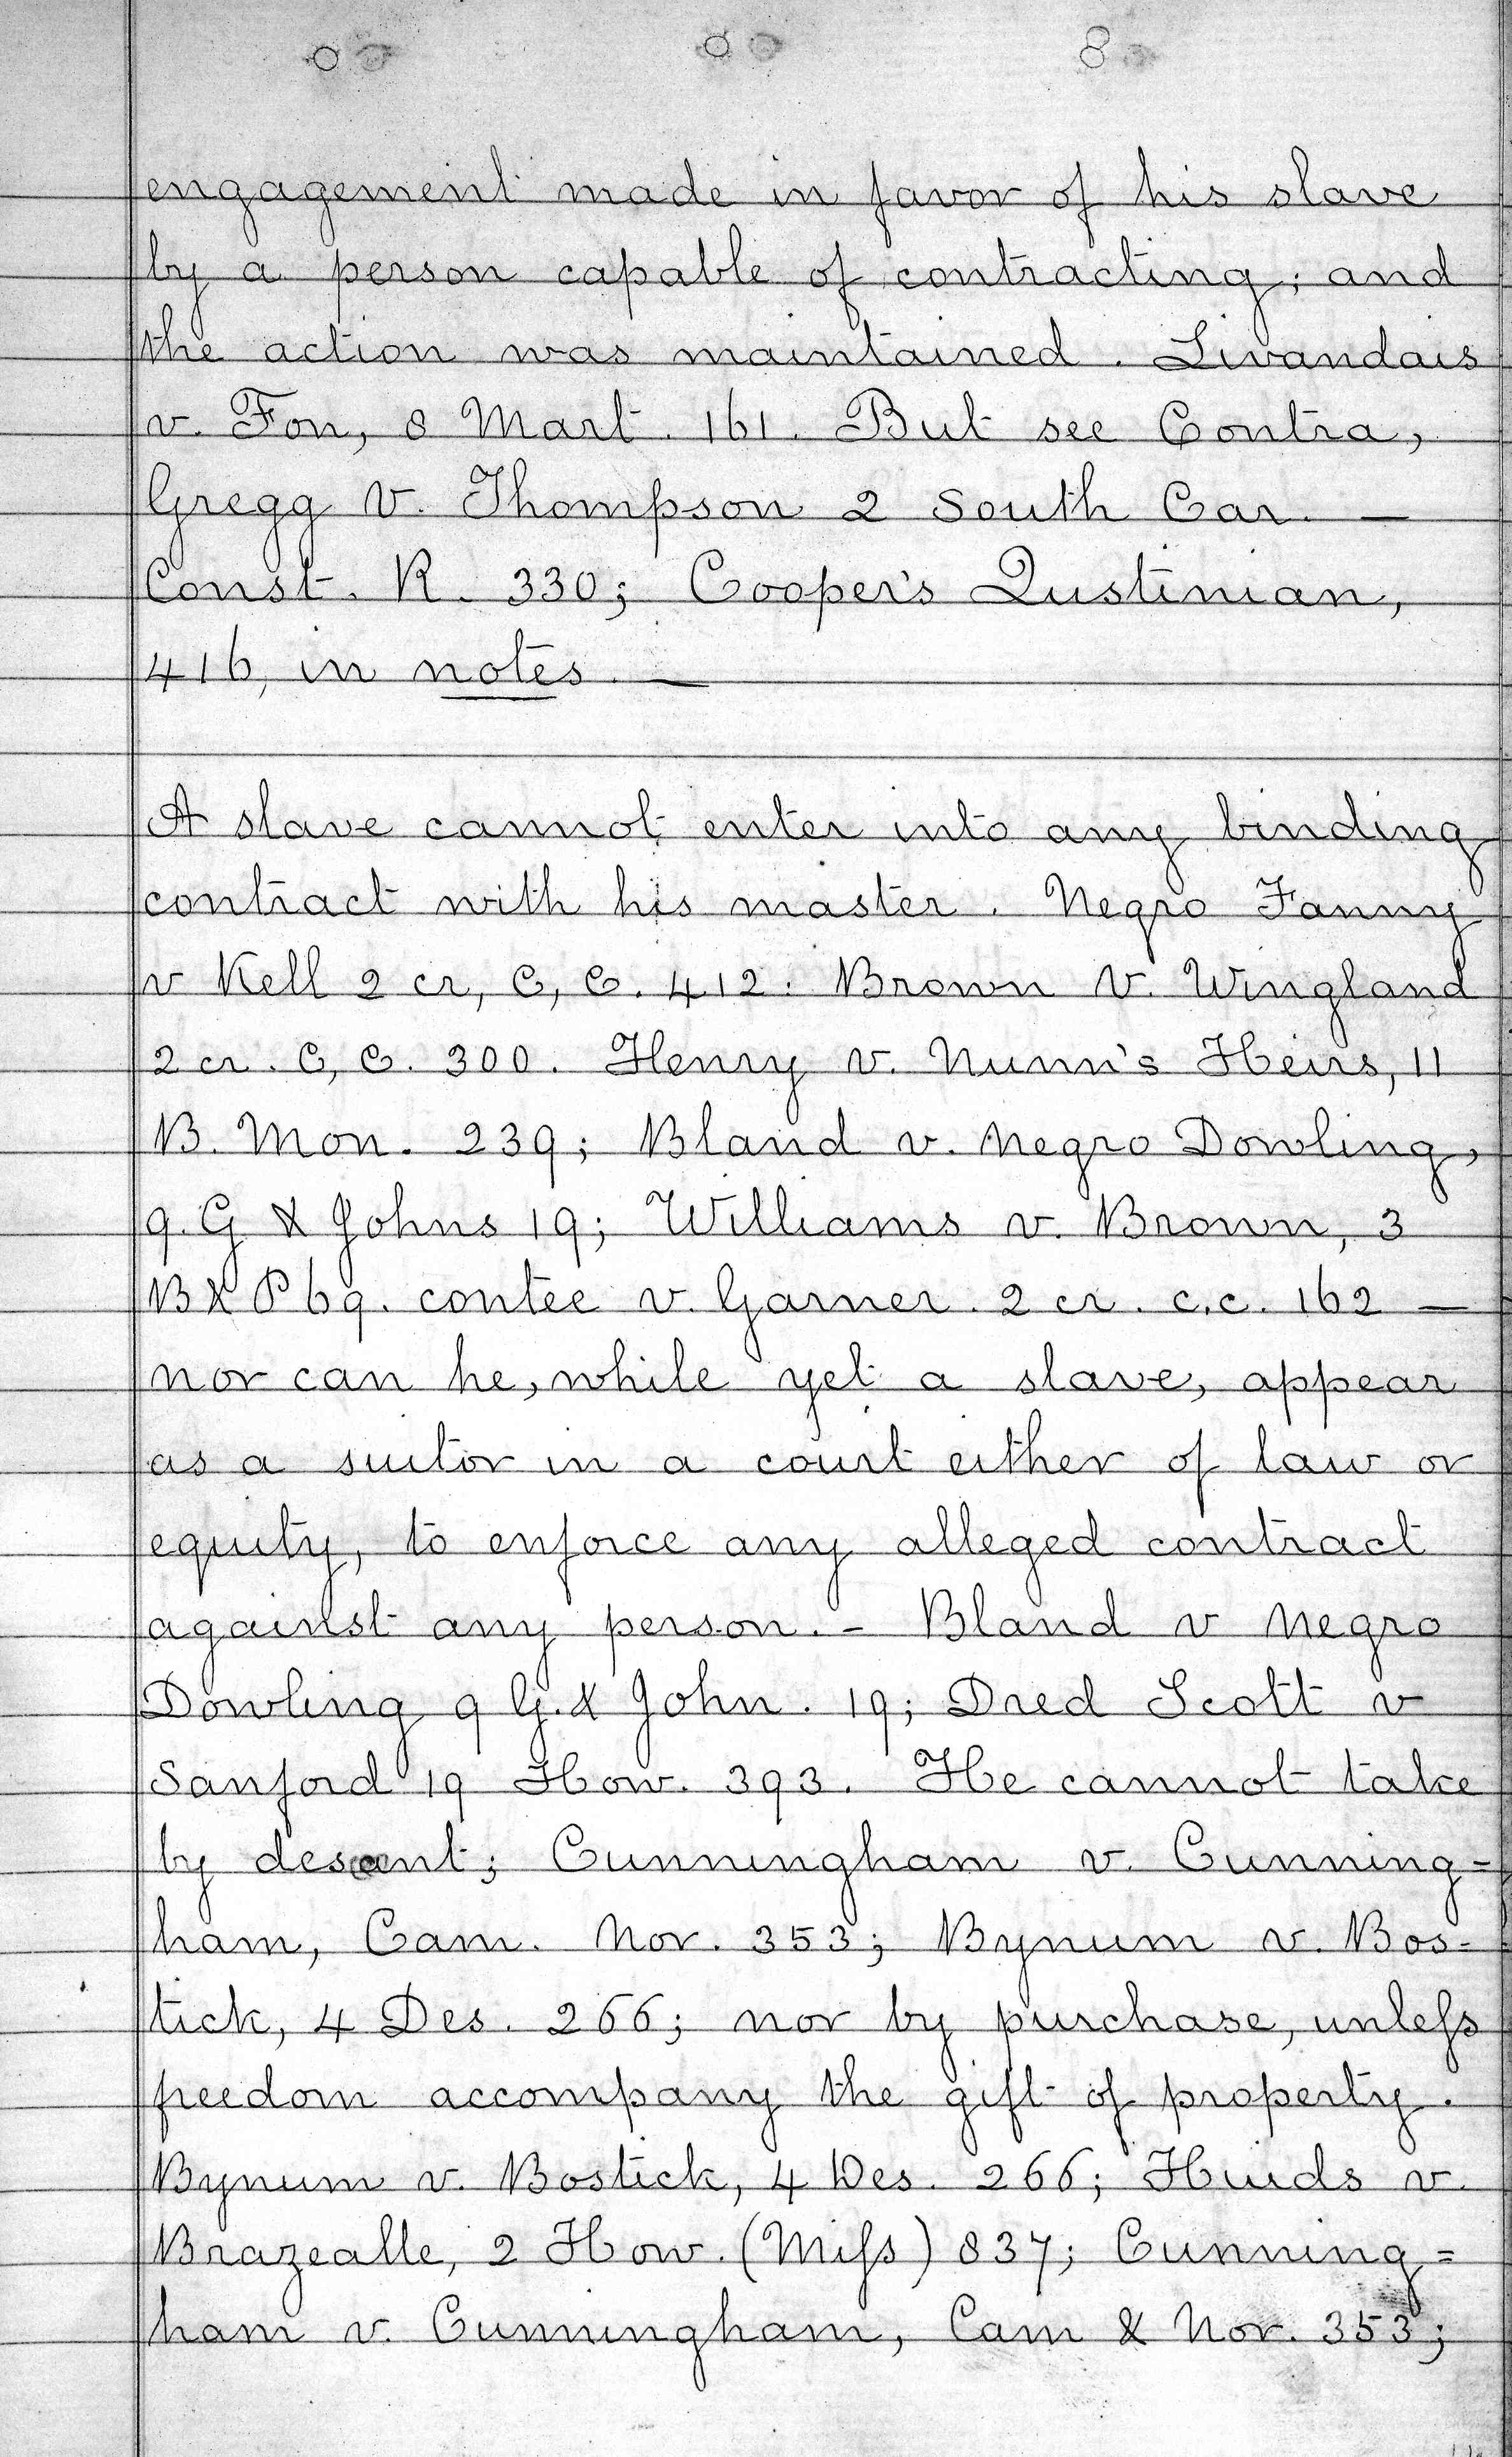 8
engagement made in favor of his slave
by a person capable of contracting; and
the action was maintained. Livandais
v. Fon, 8 Mart. 161. But see Contra,
Gregg V. Thompson 2 South Car. —
Const. R. 330; Cooper's Justinian,
416, in notes. —
A slave cannot enter into any binding
contract with his master. Negro Fanny
v Kell 2 cr, C, C. 412. Brown V. Wingland
2 cr. C, C. 300. Henry v. Nunn's Heirs, 11
B. Mon. 239; Bland v. Negro Dowling,
9. G & Johns 19; Williams v. Brown, 3
B & P 69. contee v. Garner. 2 cr. c.c. 162 —
nor can he, while yet a slave, appear
as a suitor in a court either of law or
equity, to enforce any alleged contract
against any person. - Bland v Negro
Dowling 9 G. & John. 19; Dred Scott v
Sanford 19 How. 393. He cannot take
by descent; Cunningham v. Cunning=
ham, Cam. Nor. 353; Bynum v. Bos=
tick, 4 Des. 266; nor by purchase, unless
freedom accompany the gift of property.
Bynum v. Bostick, 4 Des. 266; Huids v.
Brazealle, 2 How. (Miss) 837; Cunning=
ham v. Cunningham, Cam & Nor. 353;